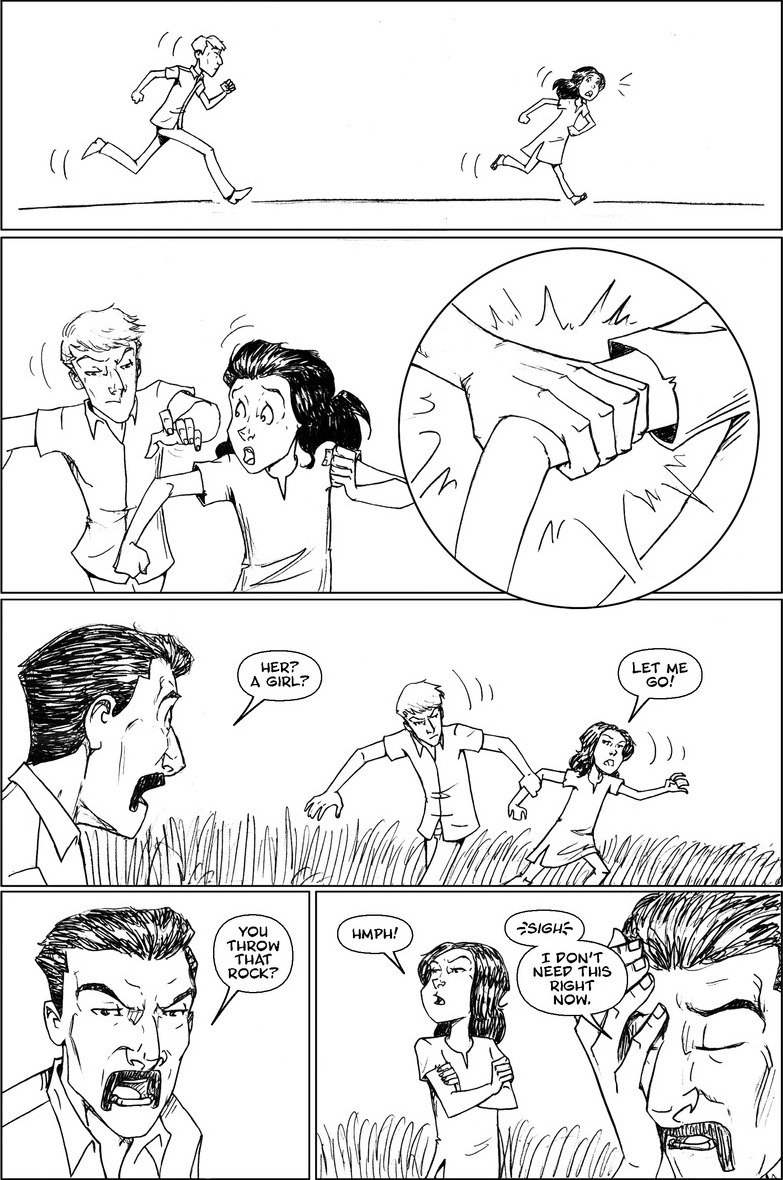 HER?
A GIRL?
LET ME
GO!
YOU
THROW
THAT
ROCK?
HMPH!
SIGH
I DON'T
NEED THIS
RIGHT
NOW.